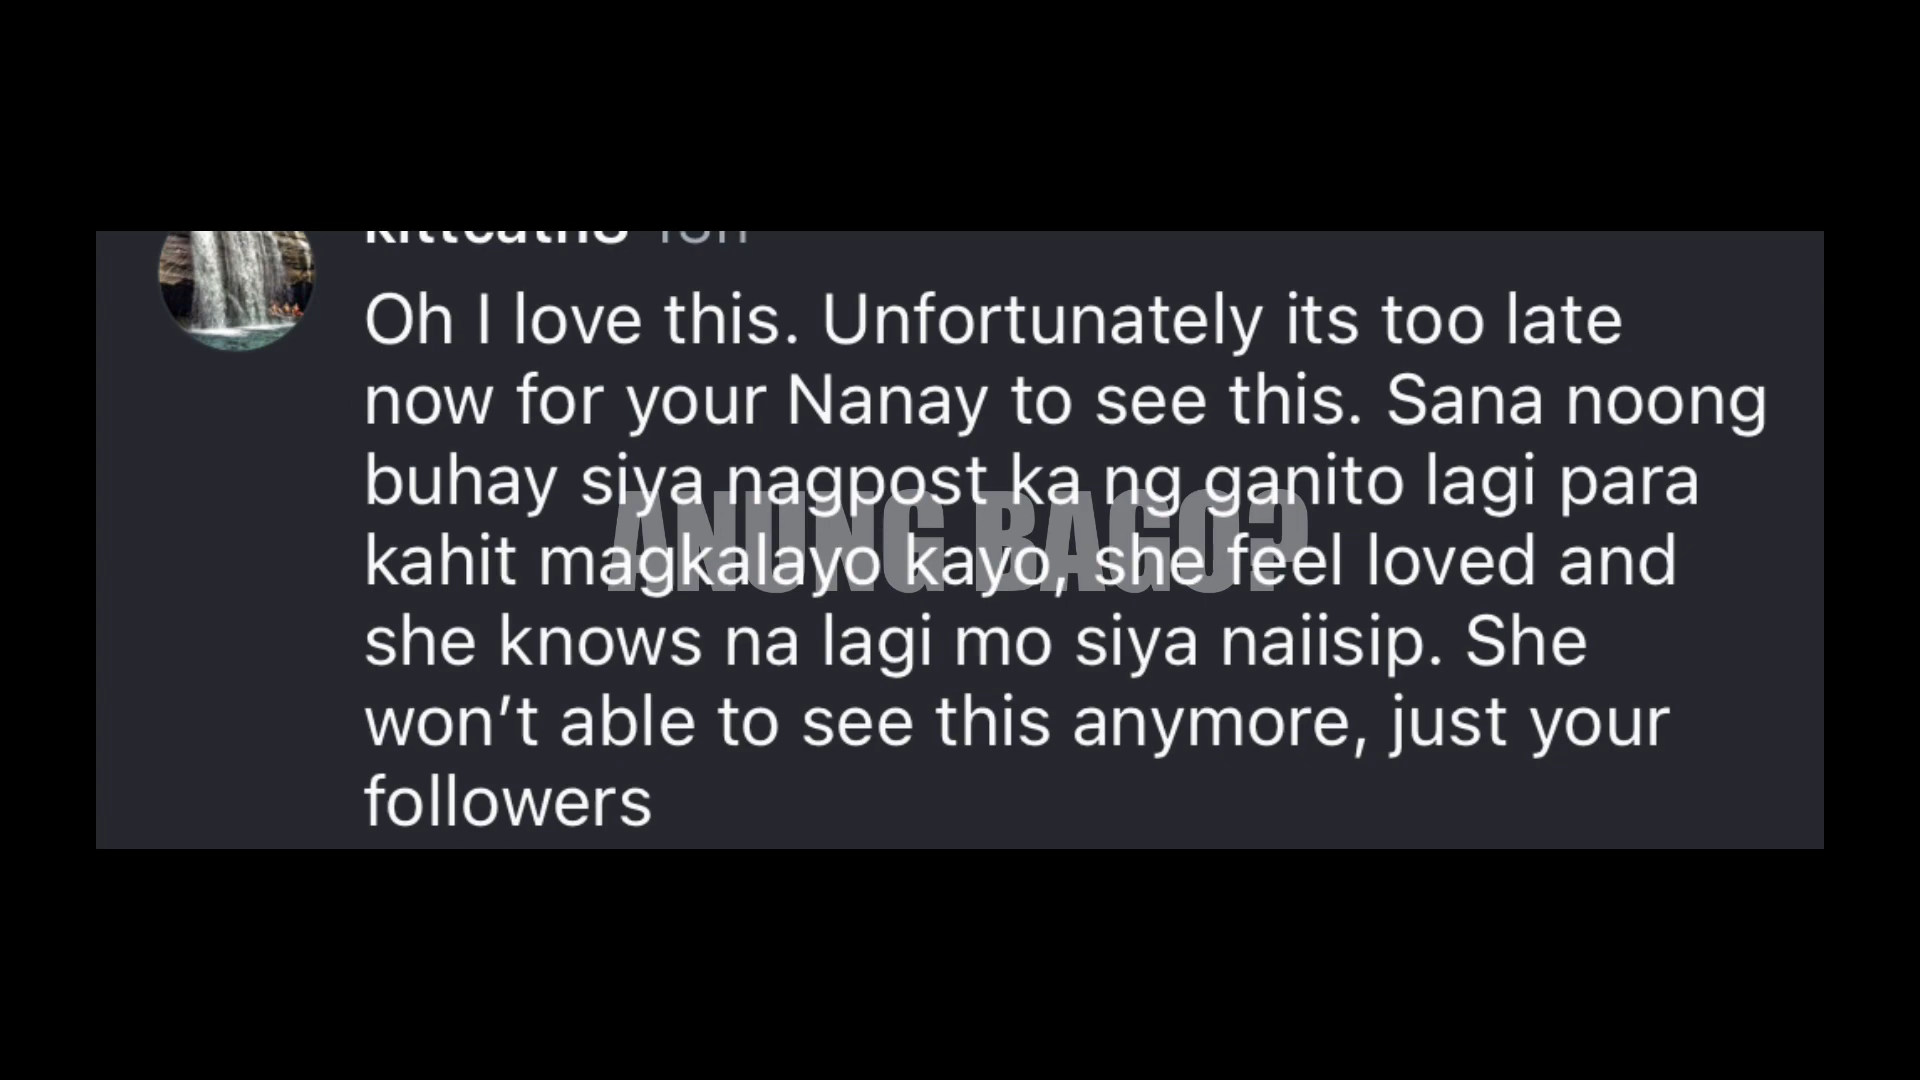 Oh I love this. Unfortunately its too late
now for your Nanay to see this. Sana noong
buhay siya nagpost ka ng ganito lagi para
kahit magkalayo kayo, she feel loved and
she knows na lagi mo siya naiisip. She
won’t able to see this anymore, just your
followers
ANUNG BAGO?